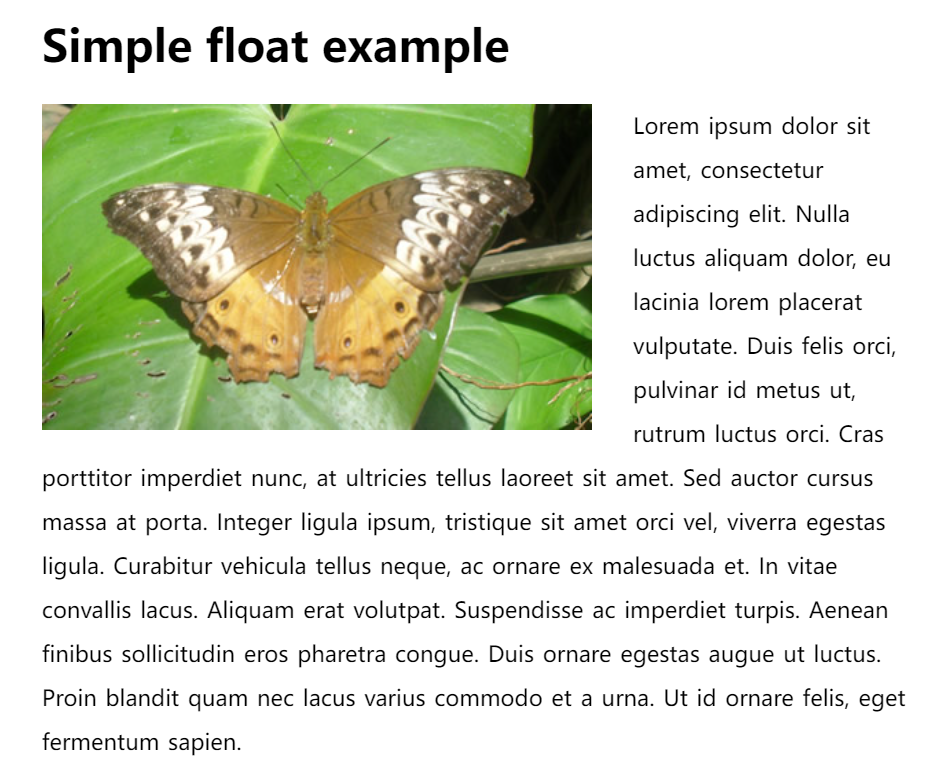 Simple float example
Lorem ipsum dolor sit
amet, consectetur
adipiscing elit. Nulla
luctus aliquam dolor, eu
lacinia lorem placerat
vulputate. Duis felis orci,
pulvinar id metus ut,
rutrum luctus orci. Cras
porttitor imperdiet nunc, at ultricies tellus laoreet sit amet. Sed auctor cursus
massa at porta. Integer ligula ipsum, tristique sit amet orci vel, viverra egestas
ligula. Curabitur vehicula tellus neque, ac ornare ex malesuada et. In vitae
convallis lacus. Aliquam erat volutpat. Suspendisse ac imperdiet turpis. Aenean
finibus sollicitudin eros pharetra congue. Duis ornare egestas augue ut luctus.
Proin blandit quam nec lacus varius commodo et a urna. Ut id ornare felis, eget
fermentum sapien.